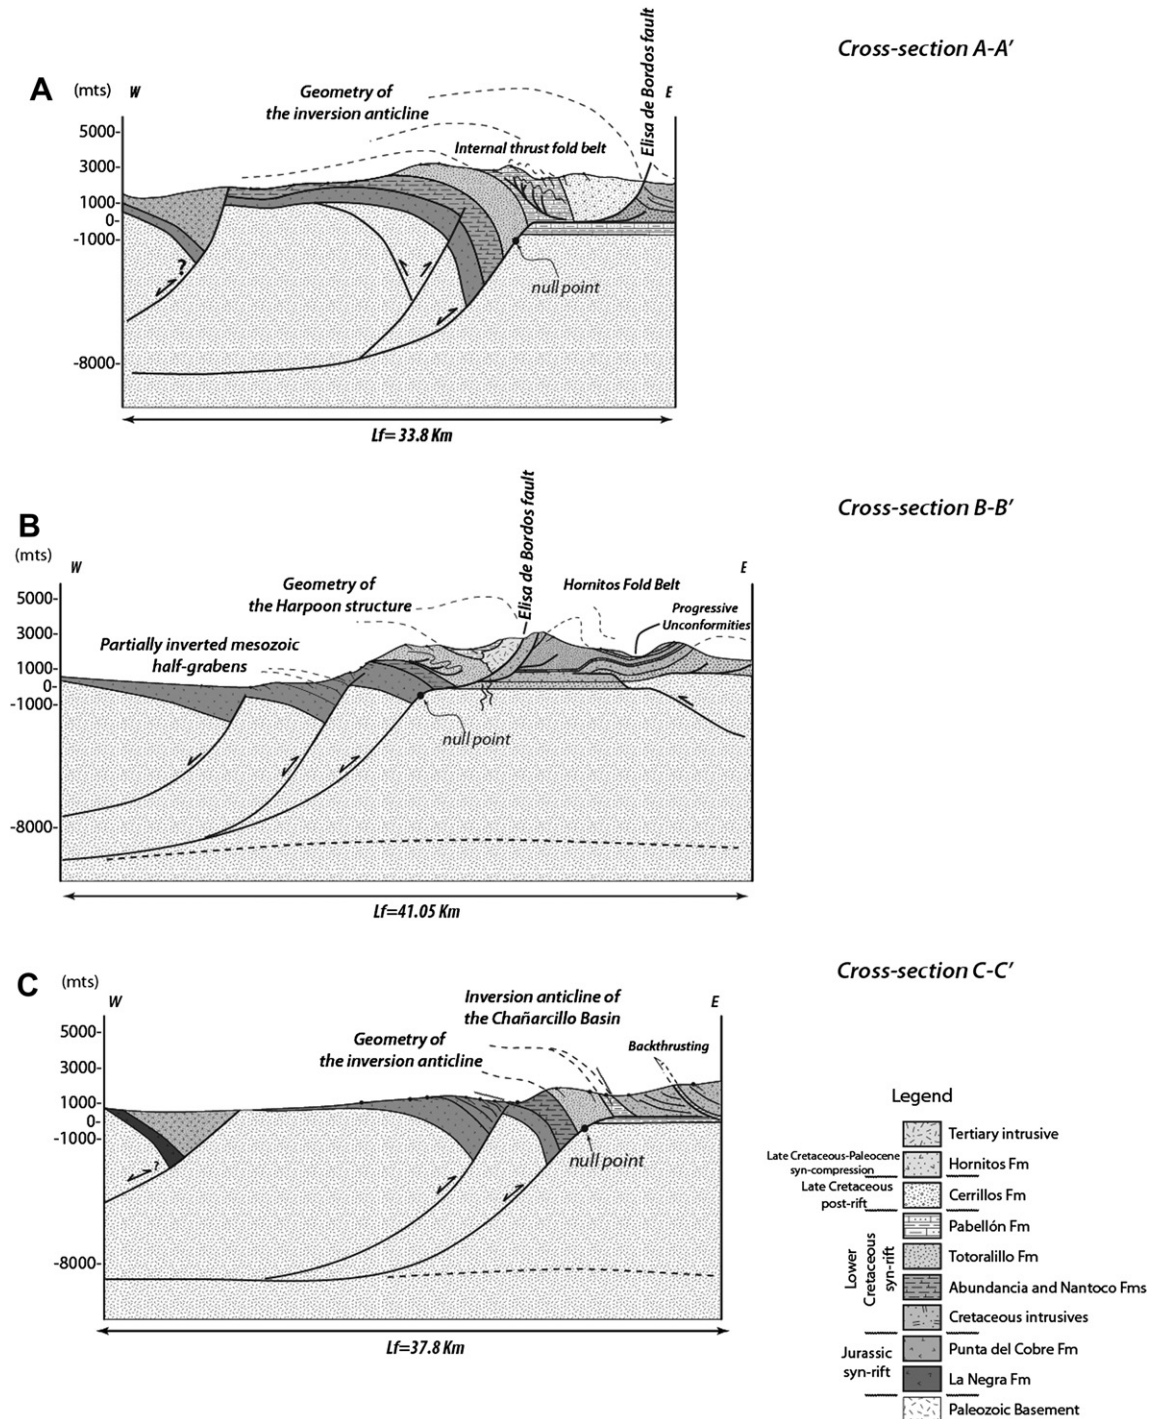 Cross-section A-A'
A
(mts)
W
E
Elisa de Bordos fault
Geometry of
the inversion anticline
Internal thrust fold belt
5000-
3000-
1000-
0-
-1000-
-8000-
?
null point
Lf= 33.8 Km
Cross-section B-B'
B
(mts)
W
E
Elisa de Bordos fault
Geometry of
the Harpoon structure
Hornitos Fold Belt
Progressive
Unconformities
Partially inverted mesozoic
half-grabens
5000-
3000-
1000-
0-
-1000-
-8000-
null point
Lf=41.05 Km
Cross-section C-C'
C
(mts)
W
E
Inversion anticline of
the Chañarcillo Basin
Geometry of
the inversion anticline
Backthrusting
5000-
3000-
1000-
0-
-1000-
-8000-
?
null point
Lf=37.8 Km
Legend
Tertiary intrusive
Late Cretaceous-Paleocene
syn-compression
Hornitos Fm
Late Cretaceous
post-rift
Cerrillos Fm
Lower
Cretaceous
syn-rift
Pabellón Fm
Totoralillo Fm
Abundancia and Nantoco Fms
Cretaceous intrusives
Jurassic
syn-rift
Punta del Cobre Fm
La Negra Fm
Paleozoic Basement